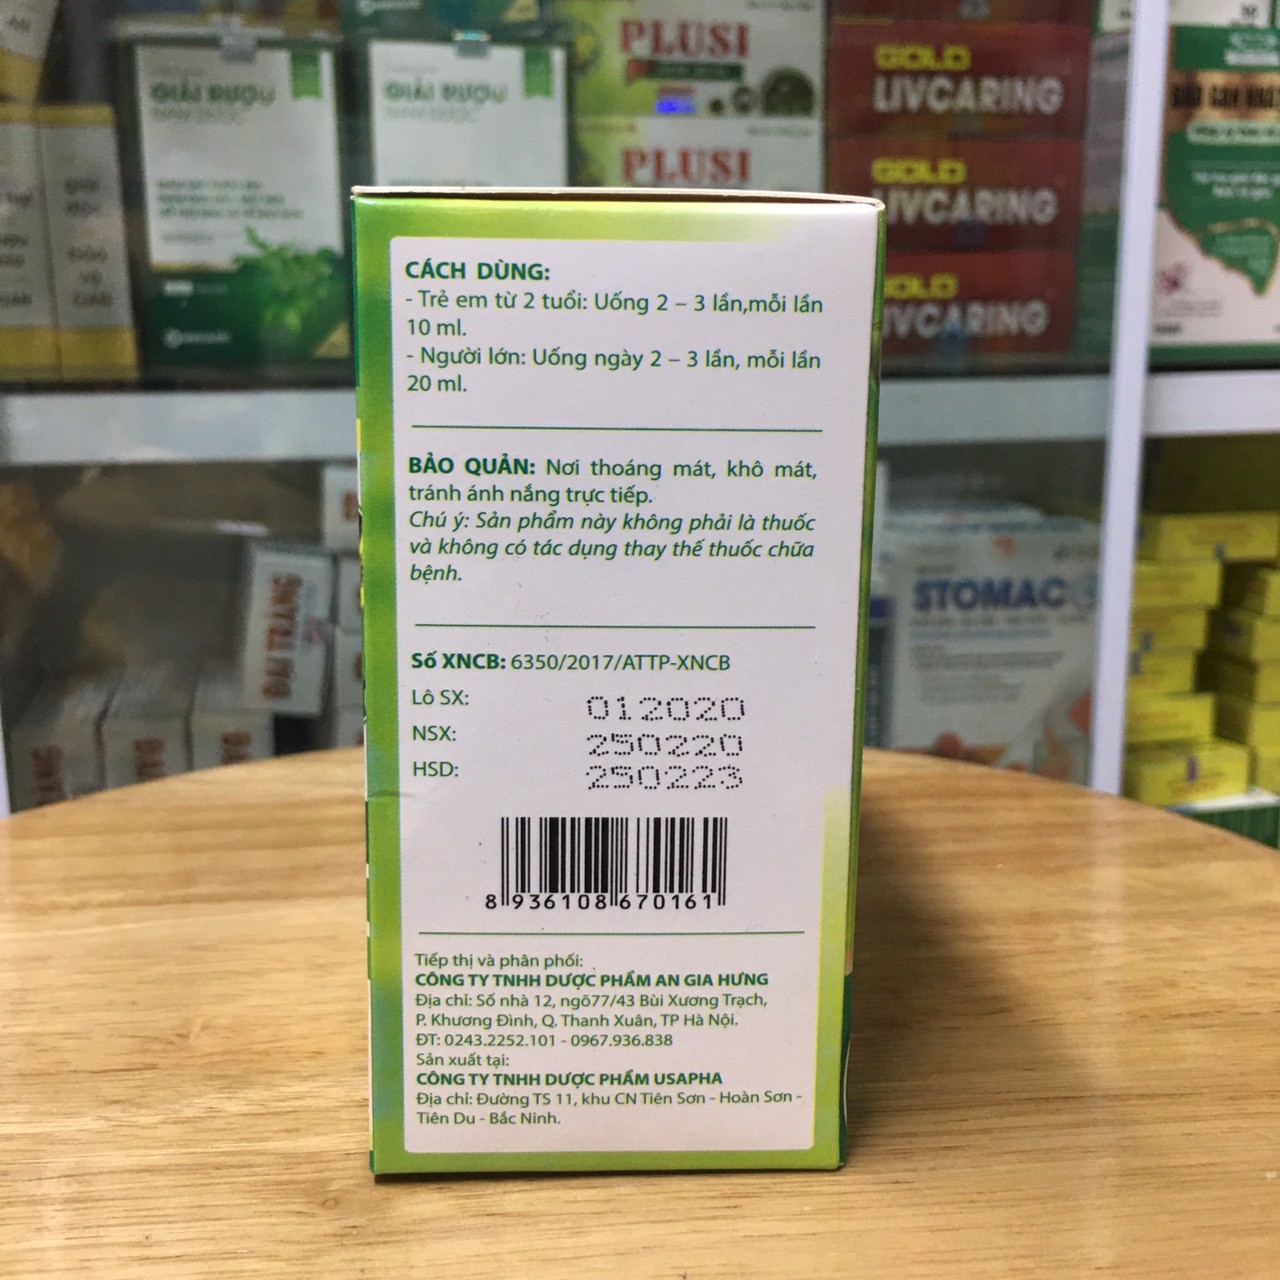 GIẢI RƯỢU
GIẢI RƯỢU
PLUSI
PLUSI
GOLD
LIVCARING
GOLD
LIVCARING
GOLD
LIVCARING
STOMAC
ĐẠI TRÀNG
CÁCH DÙNG:
- Trẻ em từ 2 tuổi: Uống 2 – 3 lần,mỗi lần
10 ml.
- Người lớn: Uống ngày 2 – 3 lần, mỗi lần
20 ml.
BẢO QUẢN: Nơi thoáng mát, khô mát,
tránh ánh nắng trực tiếp.
Chú ý: Sản phẩm này không phải là thuốc
và không có tác dụng thay thế thuốc chữa
bệnh.
Số XNCB: 6350/2017/ATTP-XNCB
Lô SX: 012020
NSX: 250220
HSD: 250223
8 936108 670161
Tiếp thị và phân phối:
CÔNG TY TNHH DƯỢC PHẨM AN GIA HƯNG
Địa chỉ: Số nhà 12, ngõ77/43 Bùi Xương Trạch,
P. Khương Đình, Q. Thanh Xuân, TP Hà Nội.
ĐT: 0243.2252.101 - 0967.936.838
Sản xuất tại:
CÔNG TY TNHH DƯỢC PHẨM USAPHA
Địa chỉ: Đường TS 11, khu CN Tiên Sơn - Hoàn Sơn -
Tiên Du - Bắc Ninh.